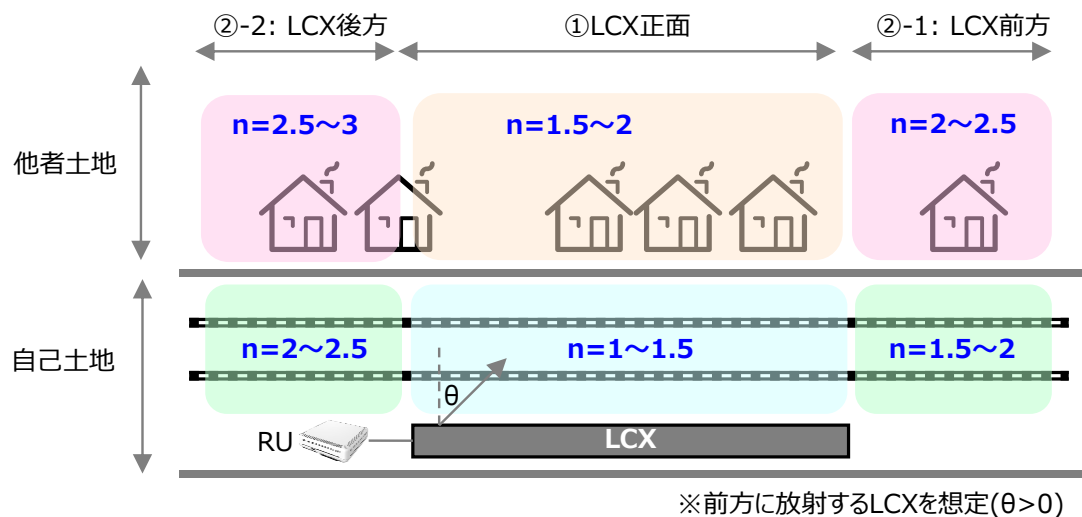 ②-2: LCX後方
①LCX正面
②-1: LCX前方
他者土地
n=2.5～3
n=1.5～2
n=2～2.5
自己土地
n=2～2.5
n=1～1.5
n=1.5～2
θ
RU
LCX
※前方に放射するLCXを想定(θ>0)